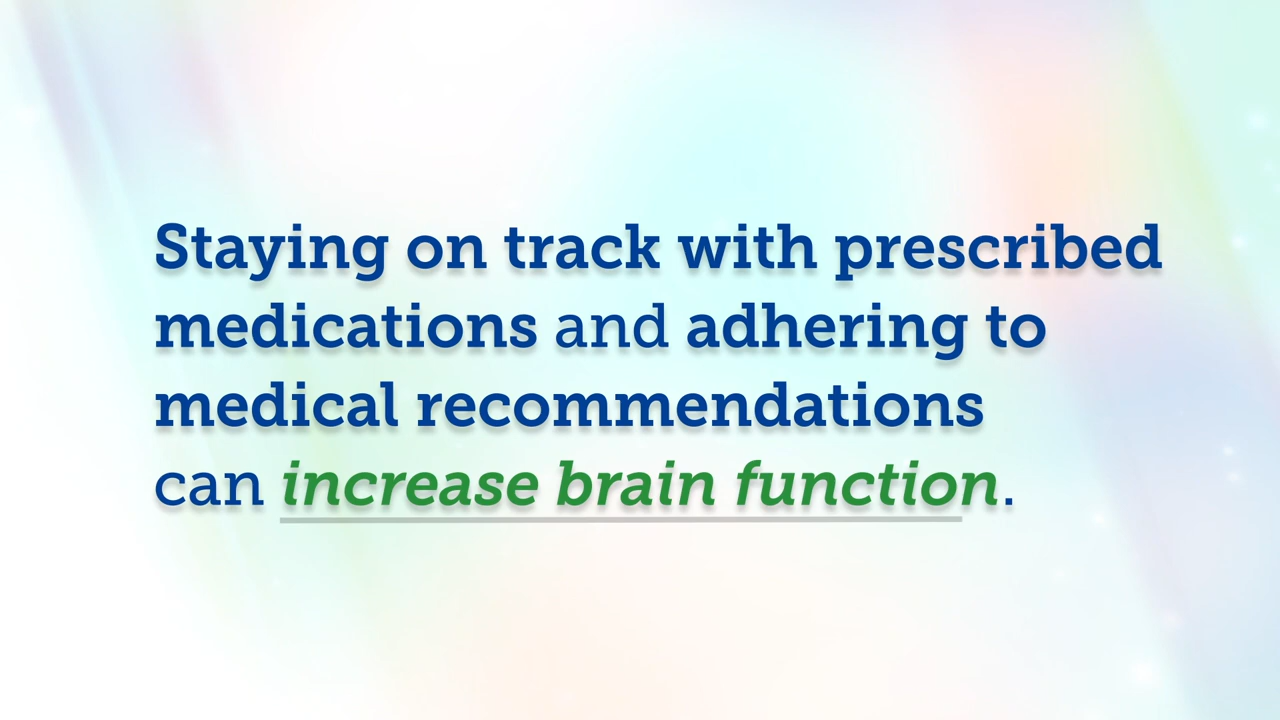 Staying on track with prescribed
medications and adhering to
medical recommendations
can increase brain function.